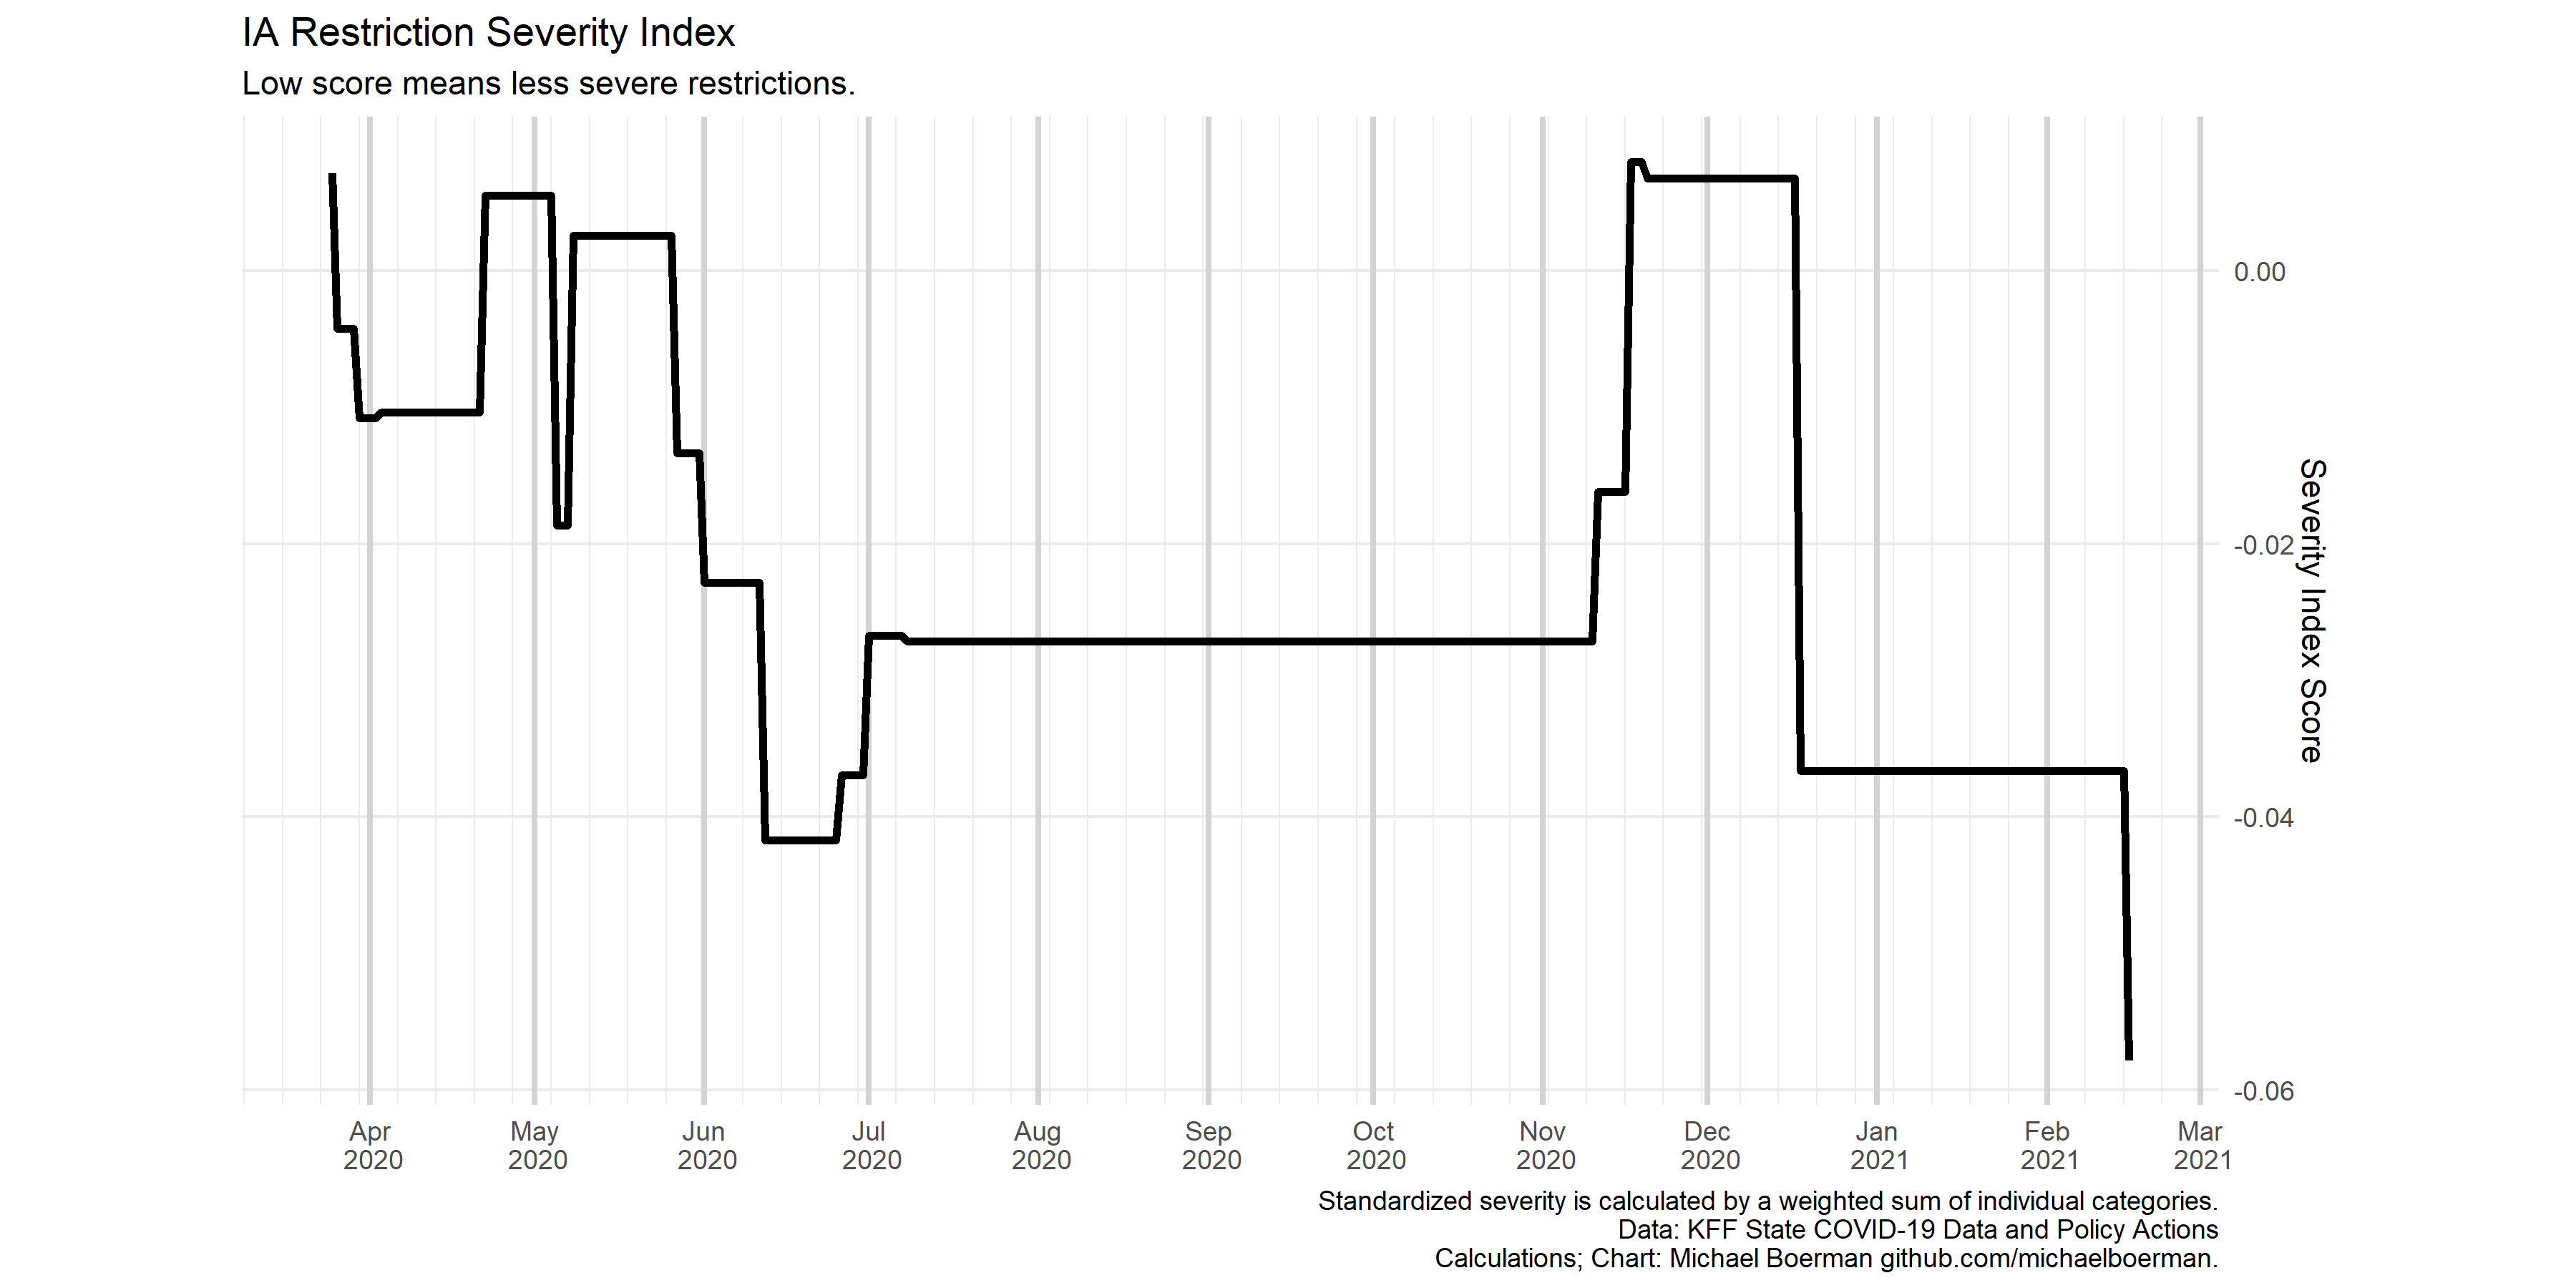 IA Restriction Severity Index
Low score means less severe restrictions.
0.00
-0.02
-0.04
-0.06
Severity Index Score
Apr 2020
May 2020
Jun 2020
Jul 2020
Aug 2020
Sep 2020
Oct 2020
Nov 2020
Dec 2020
Jan 2021
Feb 2021
Mar 2021
Standardized severity is calculated by a weighted sum of individual categories.
Data: KFF State COVID-19 Data and Policy Actions
Calculations; Chart: Michael Boerman github.com/michaelboerman.